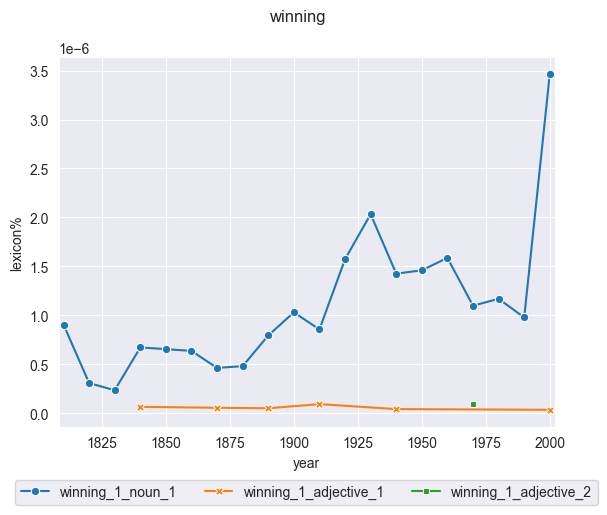 winning
1e−6
3.5
3.0
2.5
2.0
1.5
1.0
0.5
0.0
lexicon%
1825 1850 1875 1900 1925 1950 1975 2000
year
winning_1_noun_1 winning_1_adjective_1 winning_1_adjective_2